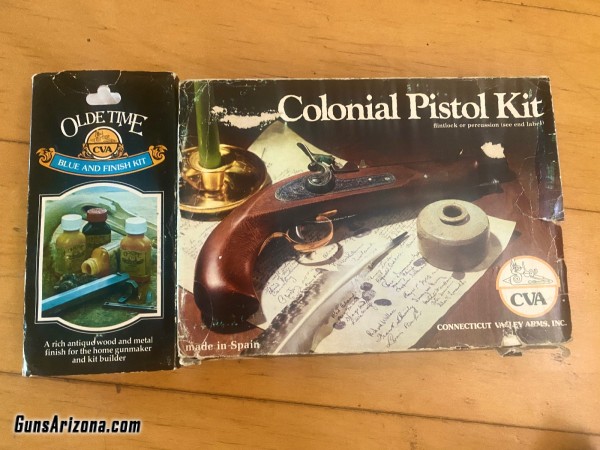 OLDE TIME
CVA
BLUE AND FINISH KIT
A rich antique wood and metal
finish for the home gunmaker
and kit builder
Colonial Pistol Kit
flintlock or percussion (see end label)
CVA
CONNECTICUT VALLEY ARMS, INC.
made in Spain
GunsArizona.com